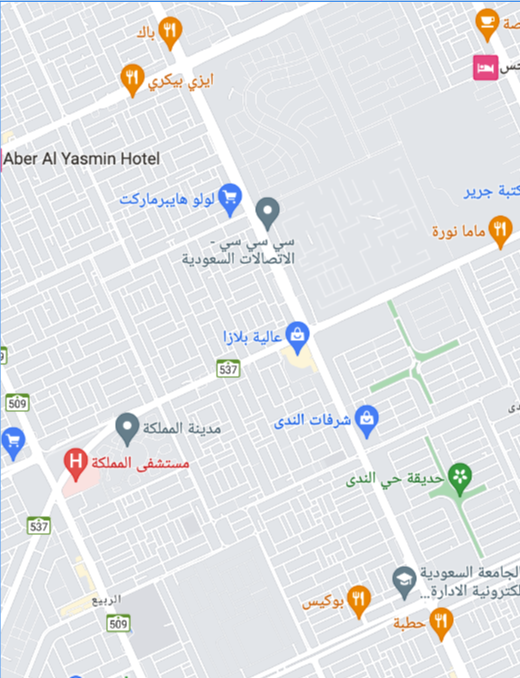 صة
باك
خس
ايزي بيكري
Aber Al Yasmin Hotel
كتبة جرير
لولو هايبرماركت
ماما نورة
سي سي سي -
الاتصالات السعودية
عالية بلازا
537
509
شرفات الندى
مدينة المملكة
مستشفى المملكة
حديقة حي الندى
537
الجامعة السعودية
لكترونية الادارة...
الربيع
بوكيس
509
حطبة